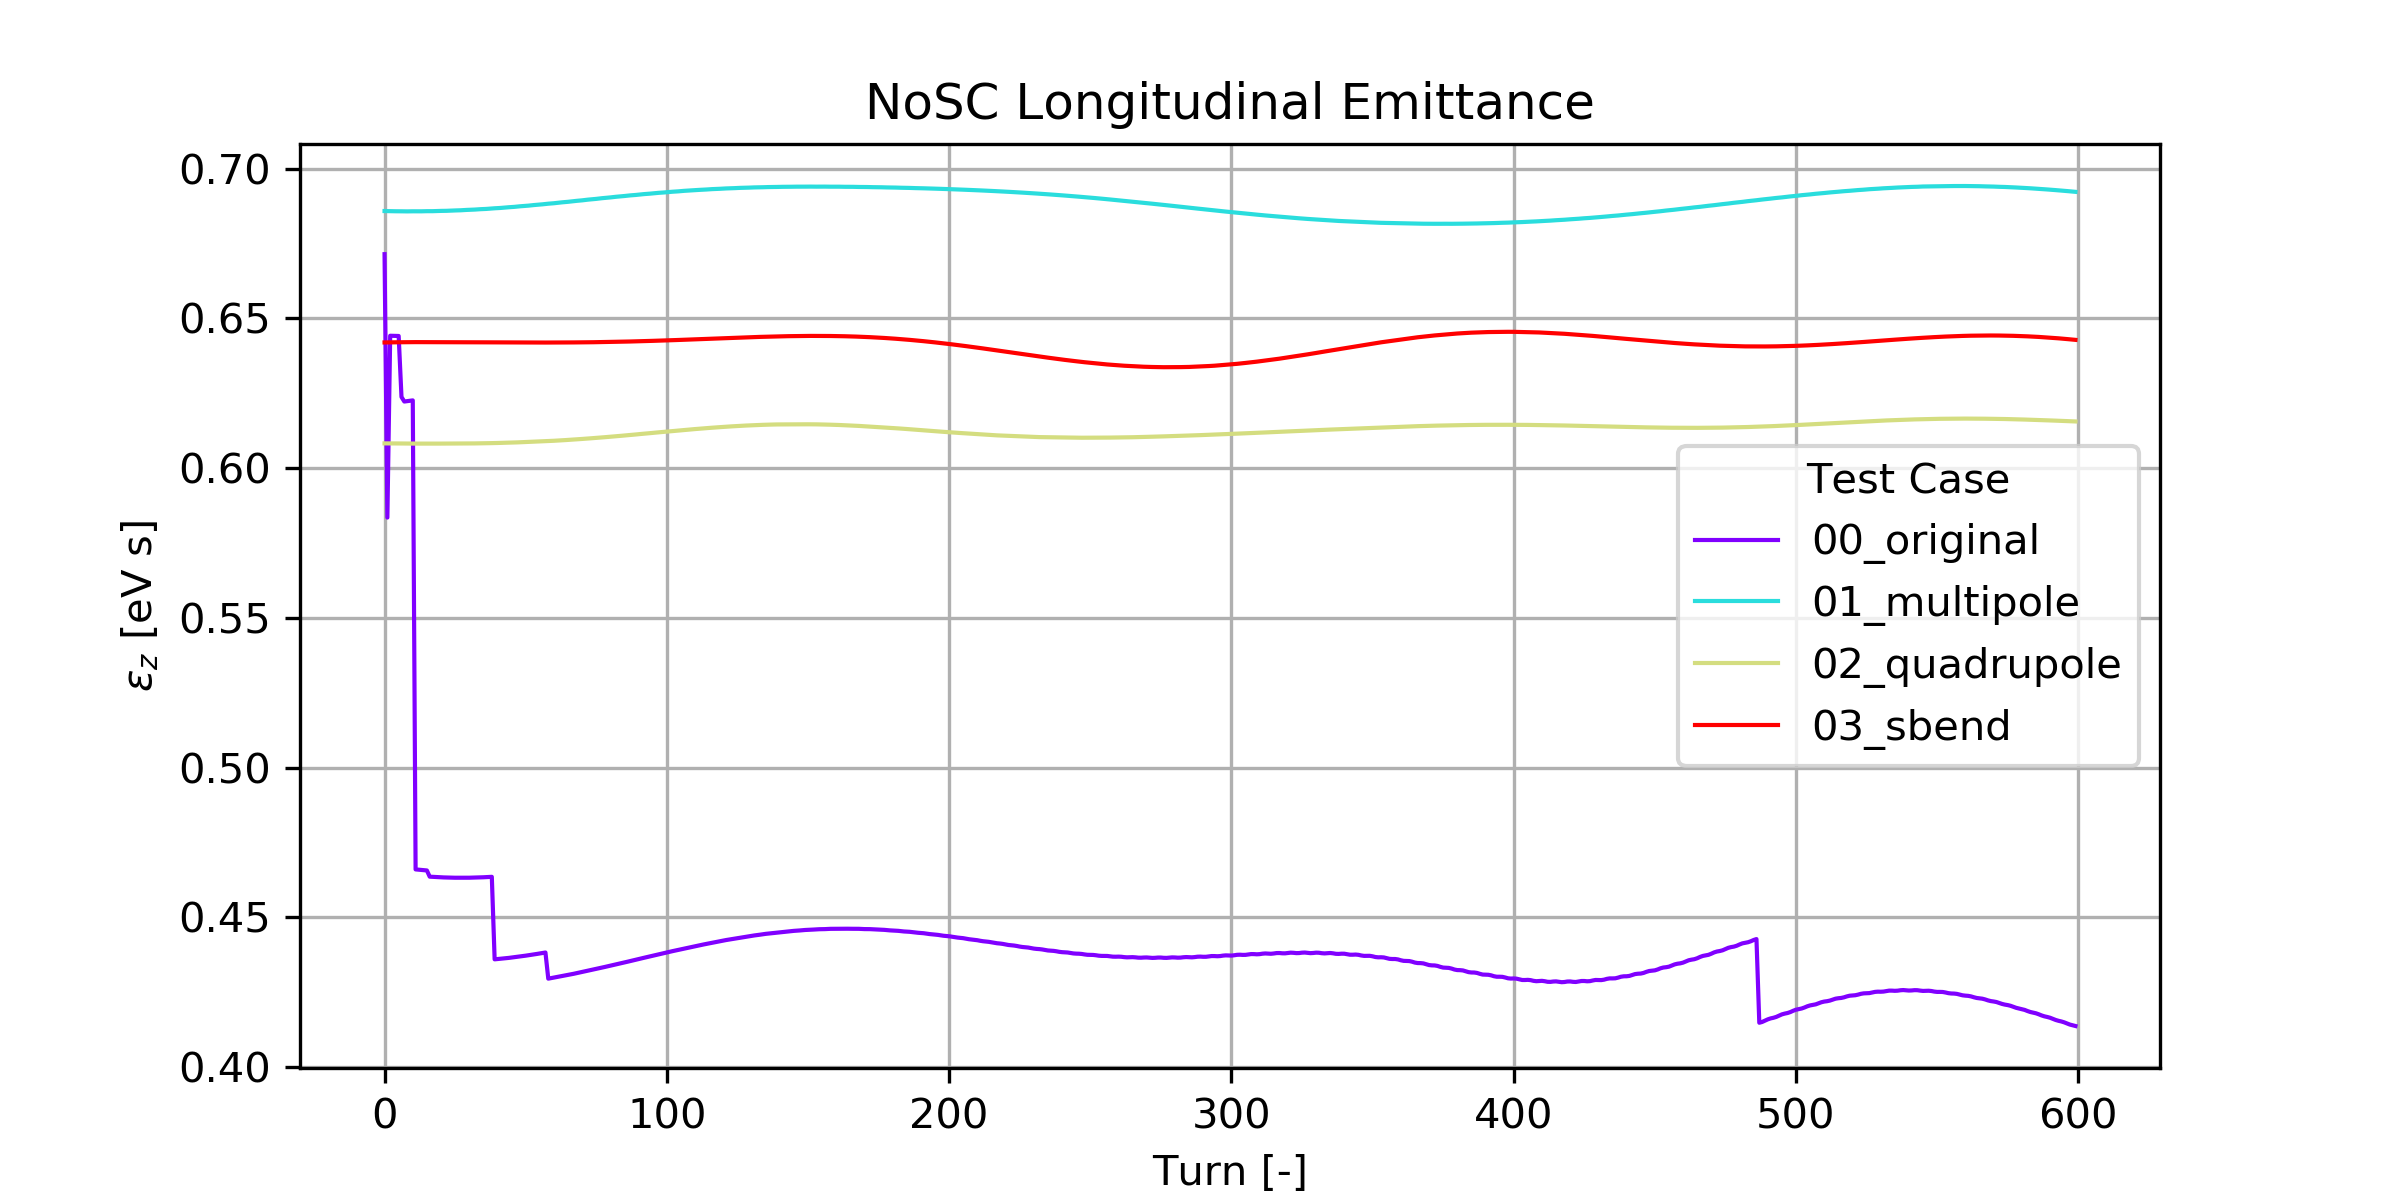 NoSC Longitudinal Emittance
0.70
0.65
0.60
0.55
0.50
0.45
0.40
εz [eV s]
Test Case
00_original
01_multipole
02_quadrupole
03_sbend
0 100 200 300 400 500 600
Turn [-]